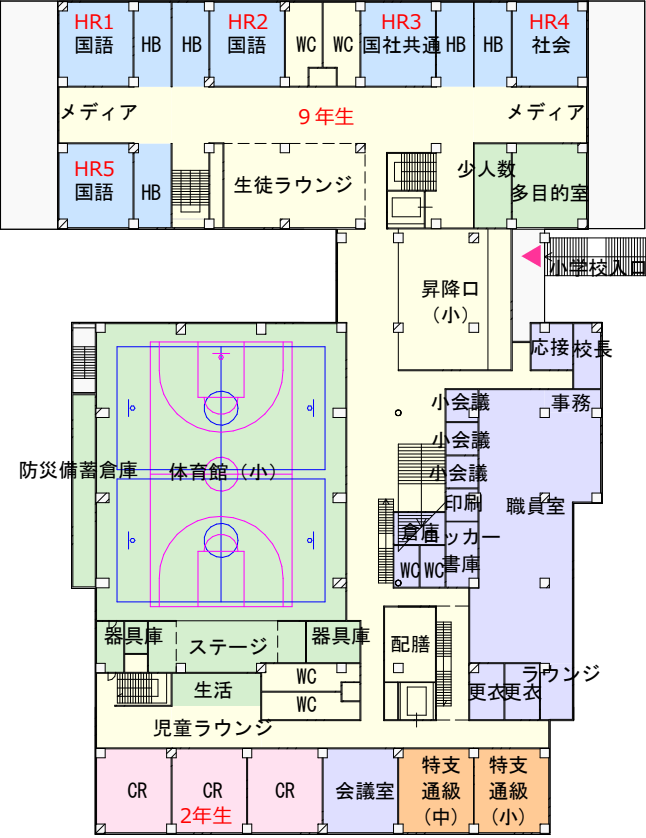 HR1
国語
HB
HB
HR2
国語
WC
WC
HR3
国社共通
HB
HB
HR4
社会
メディア
９年生
メディア
HR5
国語
HB
生徒ラウンジ
少人数
多目的室
昇降口
（小）
小学校入口
応接
校長
小会議
事務
小会議
小会議
防災備蓄倉庫
体育館（小）
印刷
職員室
倉庫
ロッカー
書庫
WC
WC
器具庫
ステージ
器具庫
配膳
生活
WC
WC
更衣
更衣
ラウンジ
児童ラウンジ
CR
CR
2年生
CR
会議室
特支
通級
（中）
特支
通級
（小）